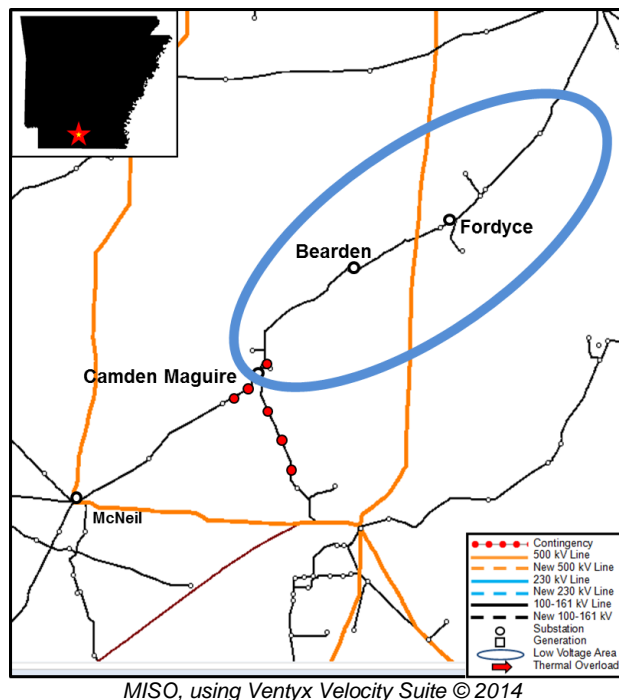 Fordyce
Bearden
Camden Maguire
McNeil
Contingency
500 kV Line
New 500 kV Line
230 kV Line
New 230 kV Line
100-161 kV Line
New 100-161 kV
Substation
Generation
Low Voltage Area
Thermal Overload
MISO, using Ventyx Velocity Suite © 2014